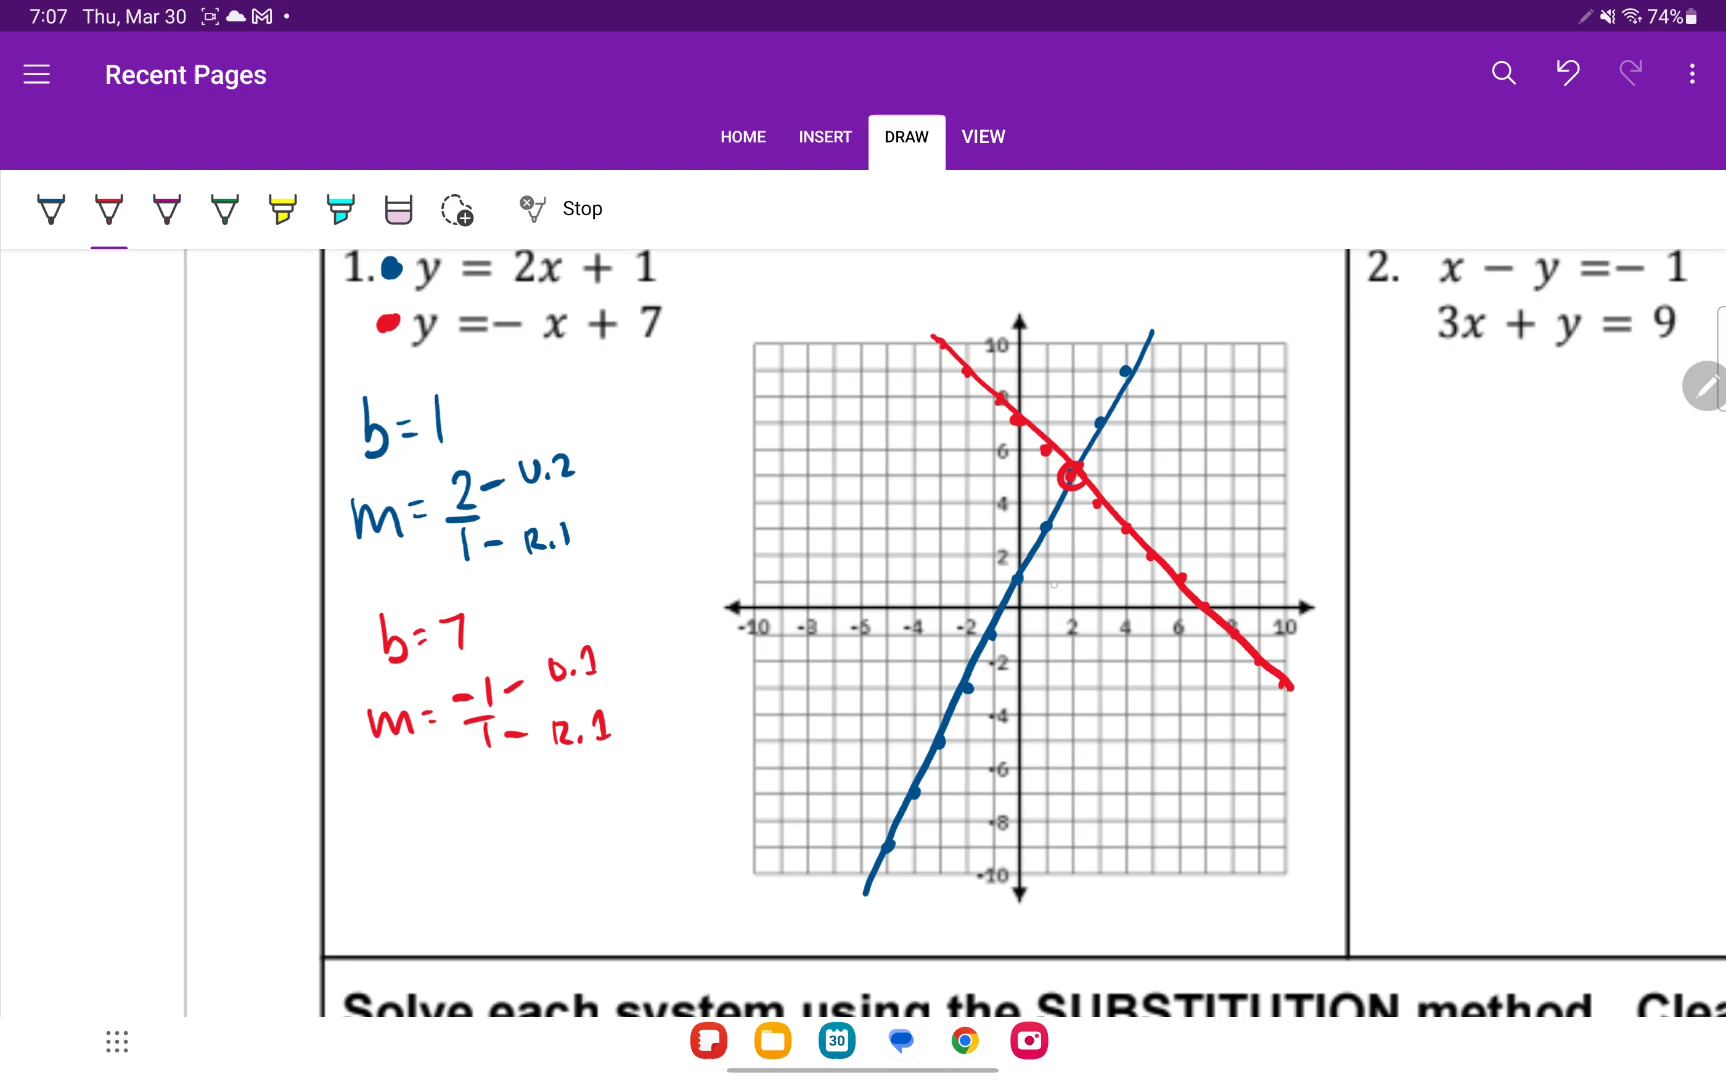 7:07 Thu, Mar 30
74%
Recent Pages
HOME INSERT DRAW VIEW
Stop
1. y = 2x + 1
y =− x + 7
2. x − y =− 1
3x + y = 9
b=1
m= 2 - U.2
1 - R.1
b=7
m= -1 - D.1
1 - R.1
10
8
6
4
2
-10 -8 -6 -4 -2 2 4 6 8 10
-2
-4
-6
-8
-10
Solve each system using the SUBSTITUTION method. Clea
30